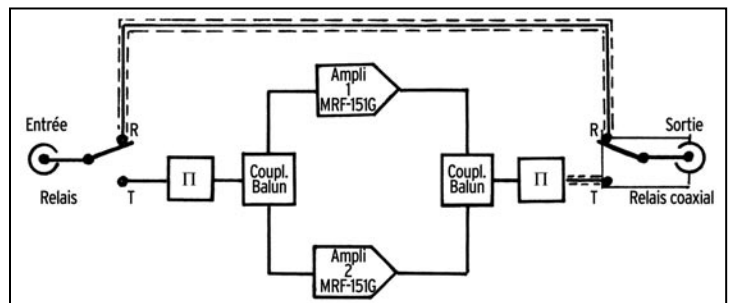 Ampli
1
MRF-151G
Entrée
R
R
Sortie
Π
Coupl.
Balun
Coupl.
Balun
Π
Relais
T
T
Relais coaxial
Ampli
2
MRF-151G